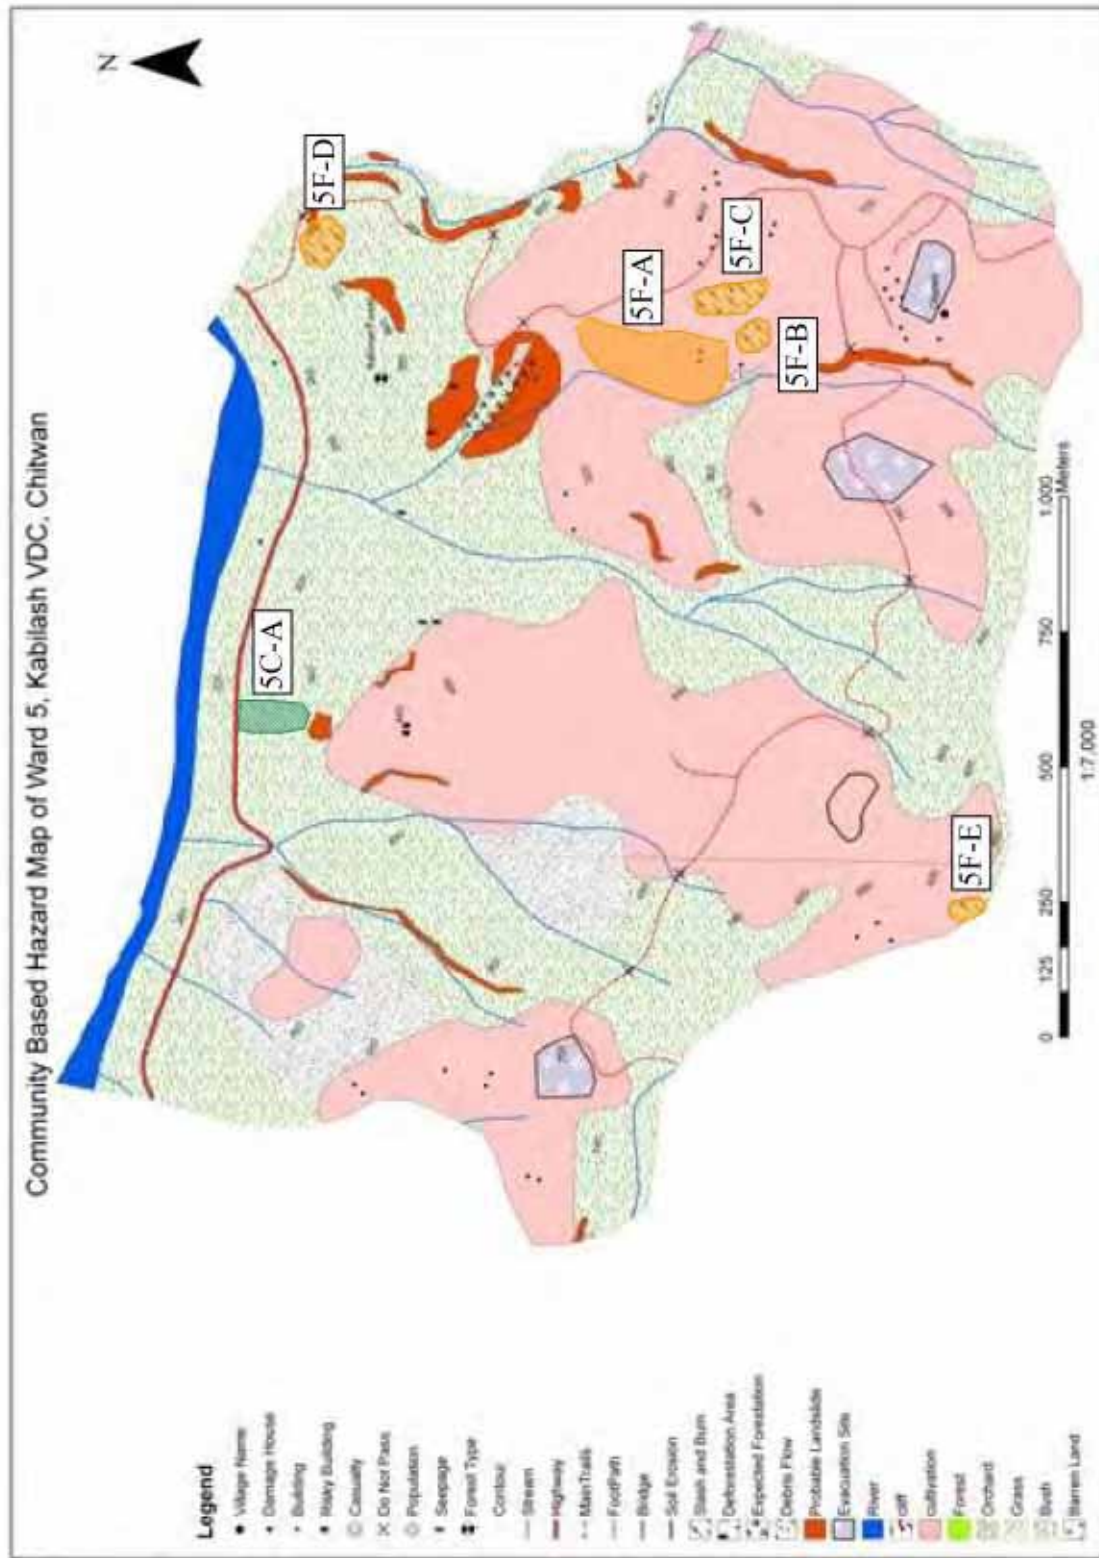 Community Based Hazard Map of Ward 5, Kabilash VDC, Chitwan
N
5F-D
5C-A
5F-A
5F-C
5F-B
5F-E
Legend
Village Name
Damage House
Building
Risky Building
Casualty
Do Not Pass
Population
Seepage
Forest Type
Contour
Stream
Highway
MainTrails
FootPath
Bridge
Soil Erosion
Slash and Burn
Deforestation Area
Expected Forestation
Debris Flow
Probable Landslide
Evacuation Site
River
cliff
cultivation
Forest
Orchard
Grass
Bush
Barren Land
0 125 250 500 750 1,000
Meters
1:7,000